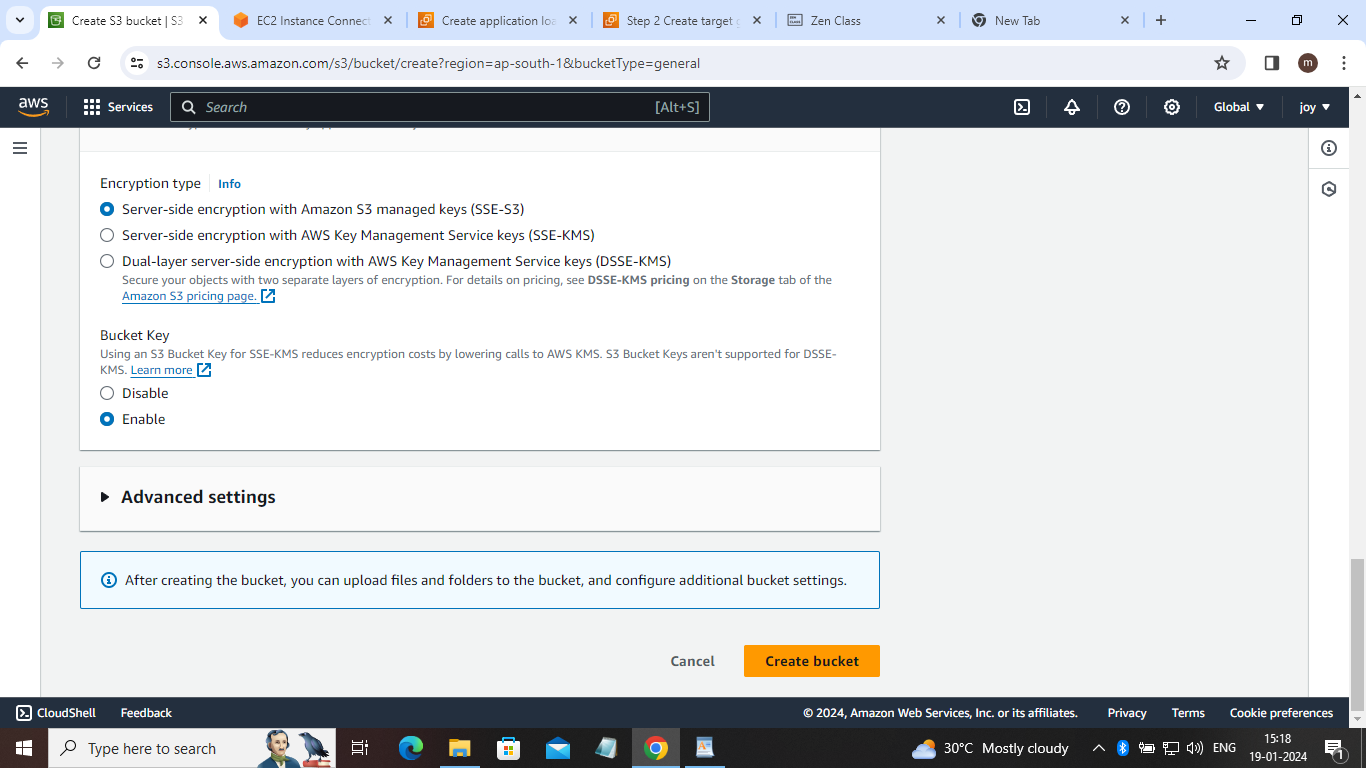 Create S3 bucket | S3
EC2 Instance Connect
Create application loa
Step 2 Create target g
Zen Class
New Tab
s3.console.aws.amazon.com/s3/bucket/create?region=ap-south-1&bucketType=general
m
aws
Services
Search
[Alt+S]
Global
joy
Encryption type
Info
Server-side encryption with Amazon S3 managed keys (SSE-S3)
Server-side encryption with AWS Key Management Service keys (SSE-KMS)
Dual-layer server-side encryption with AWS Key Management Service keys (DSSE-KMS)
Secure your objects with two separate layers of encryption. For details on pricing, see DSSE-KMS pricing on the Storage tab of the
Amazon S3 pricing page.
Bucket Key
Using an S3 Bucket Key for SSE-KMS reduces encryption costs by lowering calls to AWS KMS. S3 Bucket Keys aren't supported for DSSE-
KMS. Learn more
Disable
Enable
Advanced settings
After creating the bucket, you can upload files and folders to the bucket, and configure additional bucket settings.
Cancel
Create bucket
CloudShell
Feedback
© 2024, Amazon Web Services, Inc. or its affiliates.
Privacy
Terms
Cookie preferences
Type here to search
30°C Mostly cloudy
ENG
15:18
19-01-2024
1